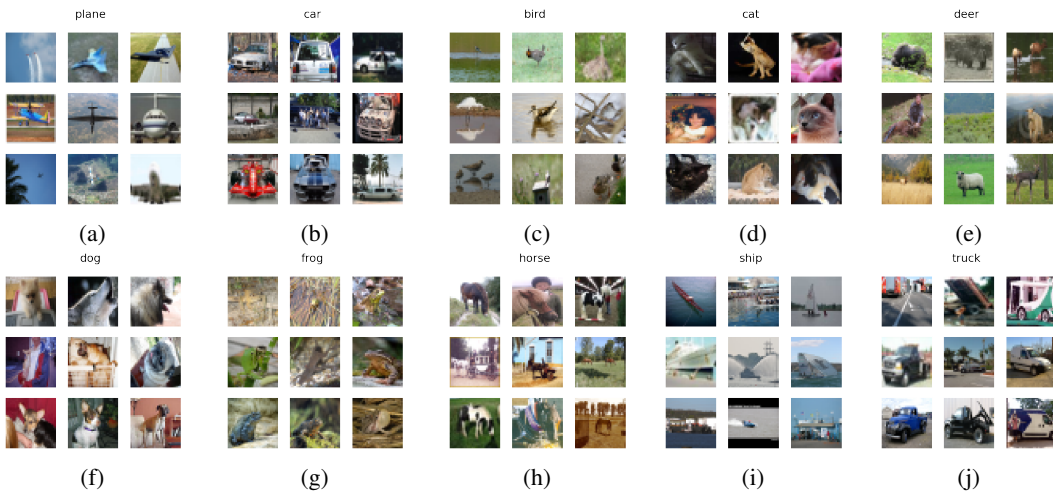 plane car bird cat deer
(a) (b) (c) (d) (e)
dog frog horse ship truck
(f) (g) (h) (i) (j)